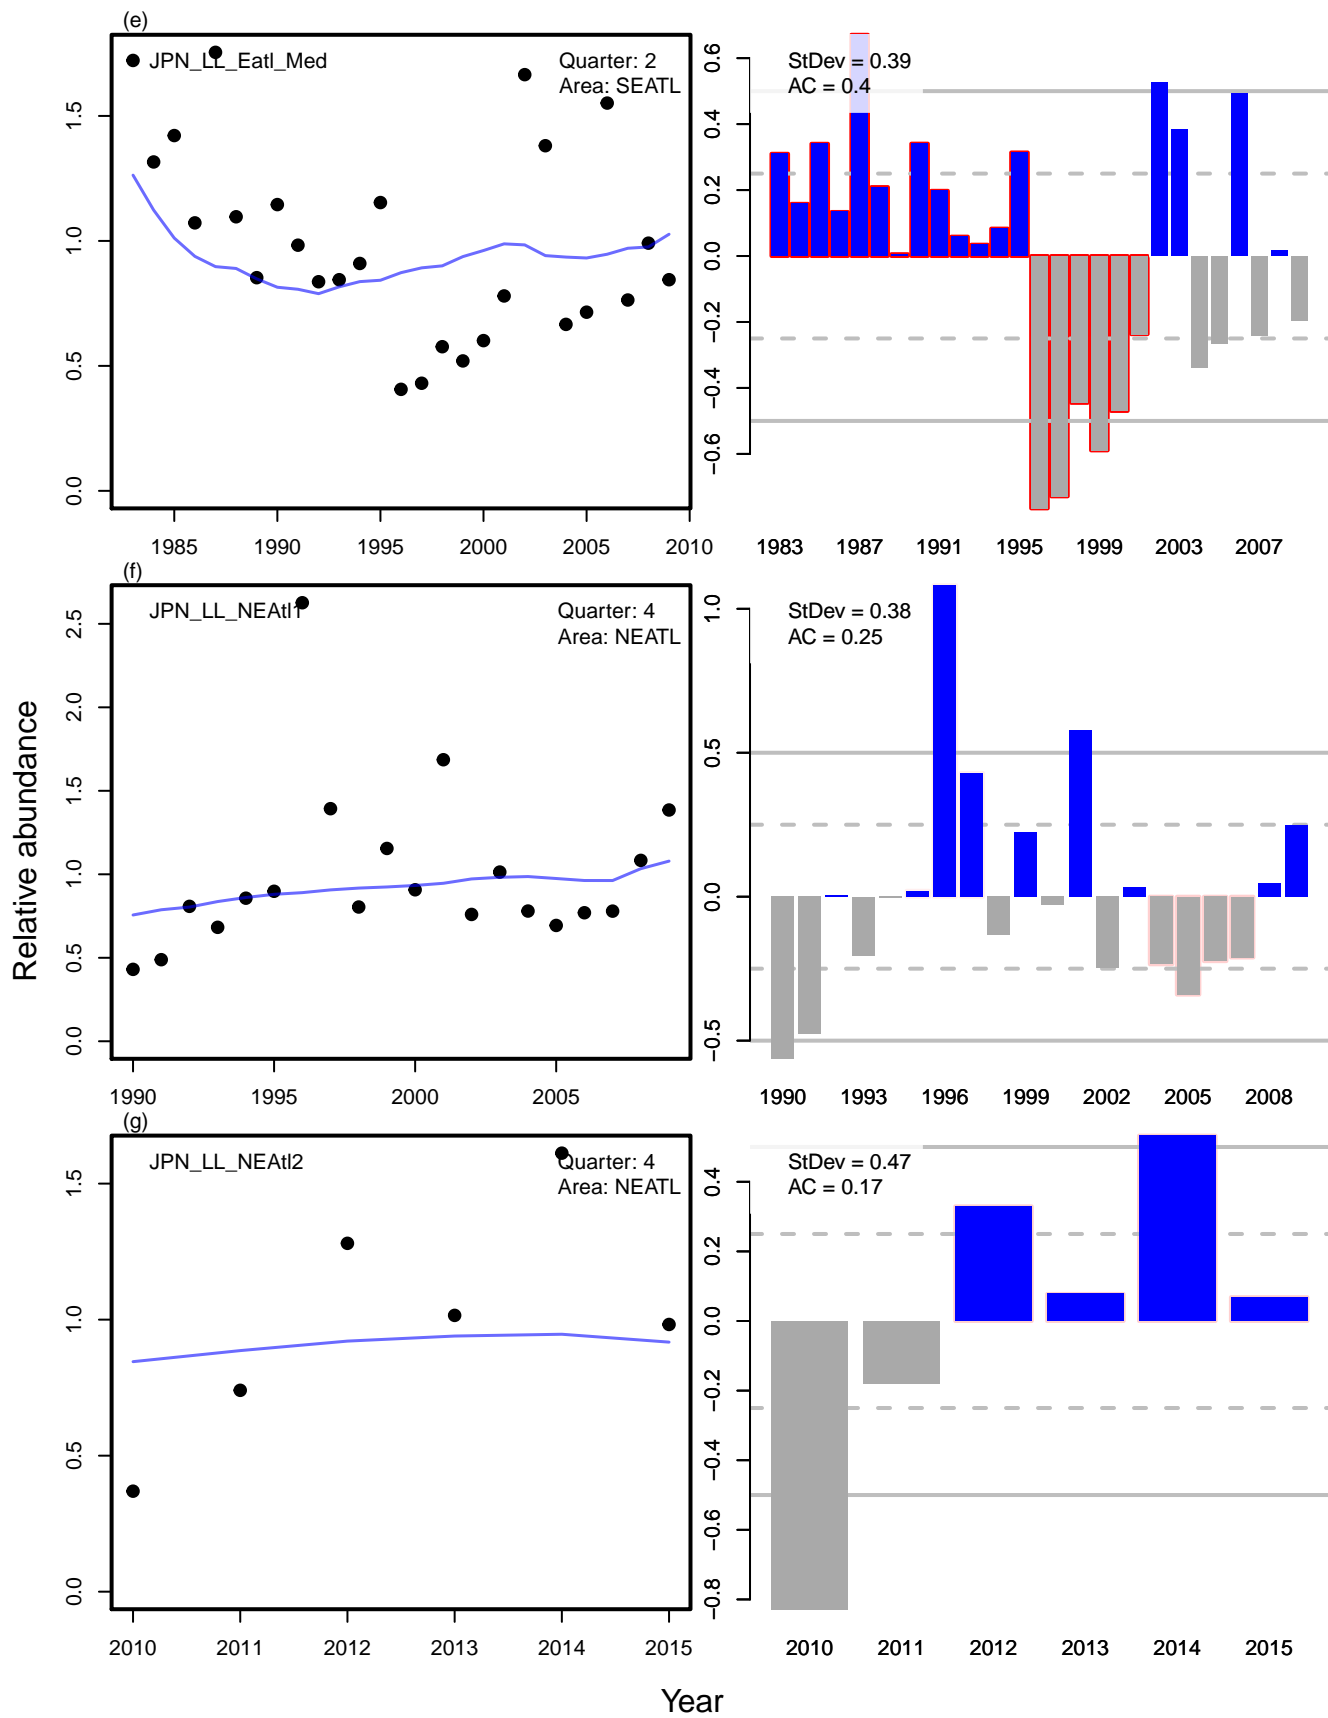 (e)
JPN_LL_Eatl_Med
Quarter: 2
Area: SEATL
StDev = 0.39
AC = 0.4
1.5
1.0
0.5
0.0
0.6
0.4
0.2
0.0
−0.2
−0.4
−0.6
1985 1990 1995 2000 2005 2010
1983 1987 1991 1995 1999 2003 2007
(f)
JPN_LL_NEAtl1
Quarter: 4
Area: NEATL
StDev = 0.38
AC = 0.25
2.5
2.0
1.5
1.0
0.5
0.0
1.0
0.5
0.0
−0.5
Relative abundance
1990 1995 2000 2005
1990 1993 1996 1999 2002 2005 2008
(g)
JPN_LL_NEAtl2
Quarter: 4
Area: NEATL
StDev = 0.47
AC = 0.17
1.5
1.0
0.5
0.0
0.4
0.2
0.0
−0.2
−0.4
−0.6
−0.8
2010 2011 2012 2013 2014 2015
2010 2011 2012 2013 2014 2015
Year